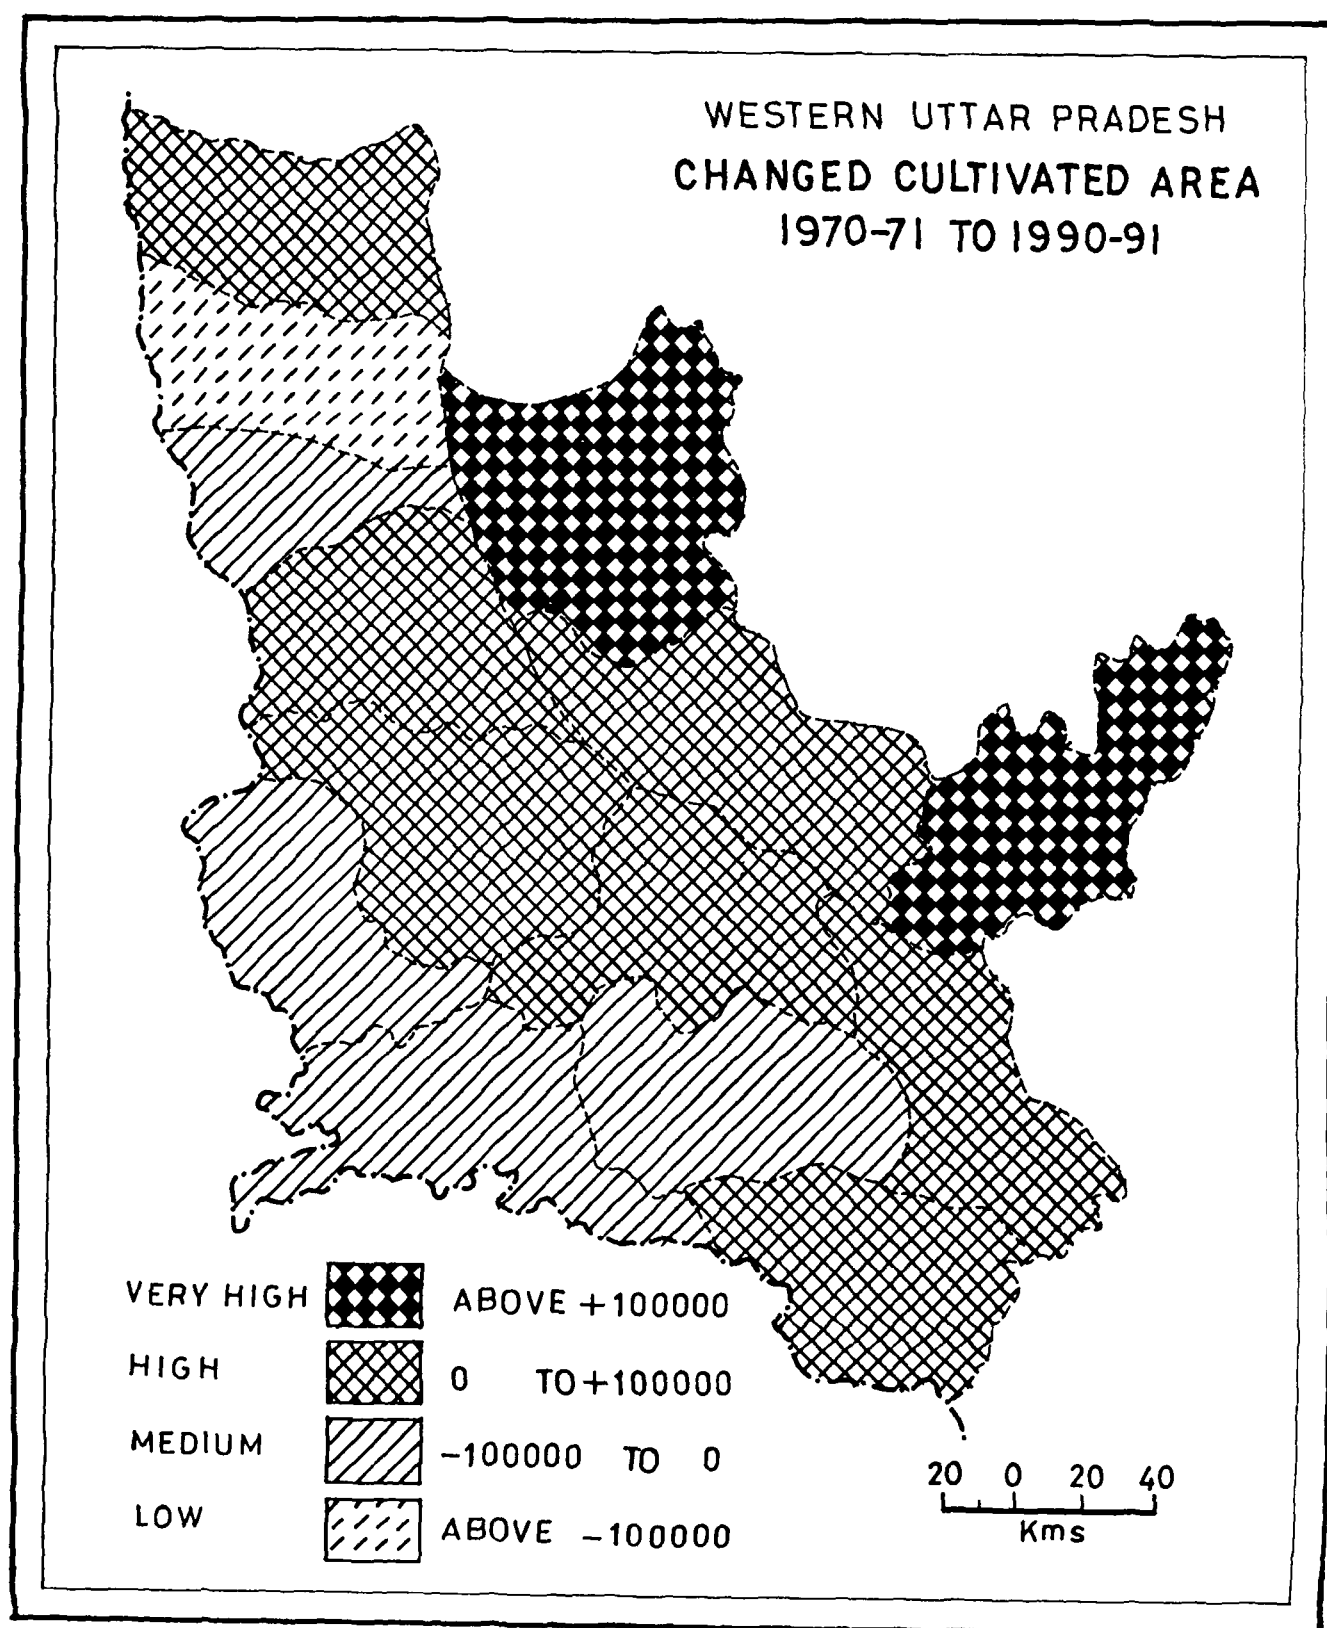 WESTERN UTTAR PRADESH
CHANGED CULTIVATED AREA
1970-71 TO 1990-91
VERY HIGH ABOVE +100000
HIGH 0 TO +100000
MEDIUM -100000 TO 0
LOW ABOVE -100000
20 0 20 40
Kms